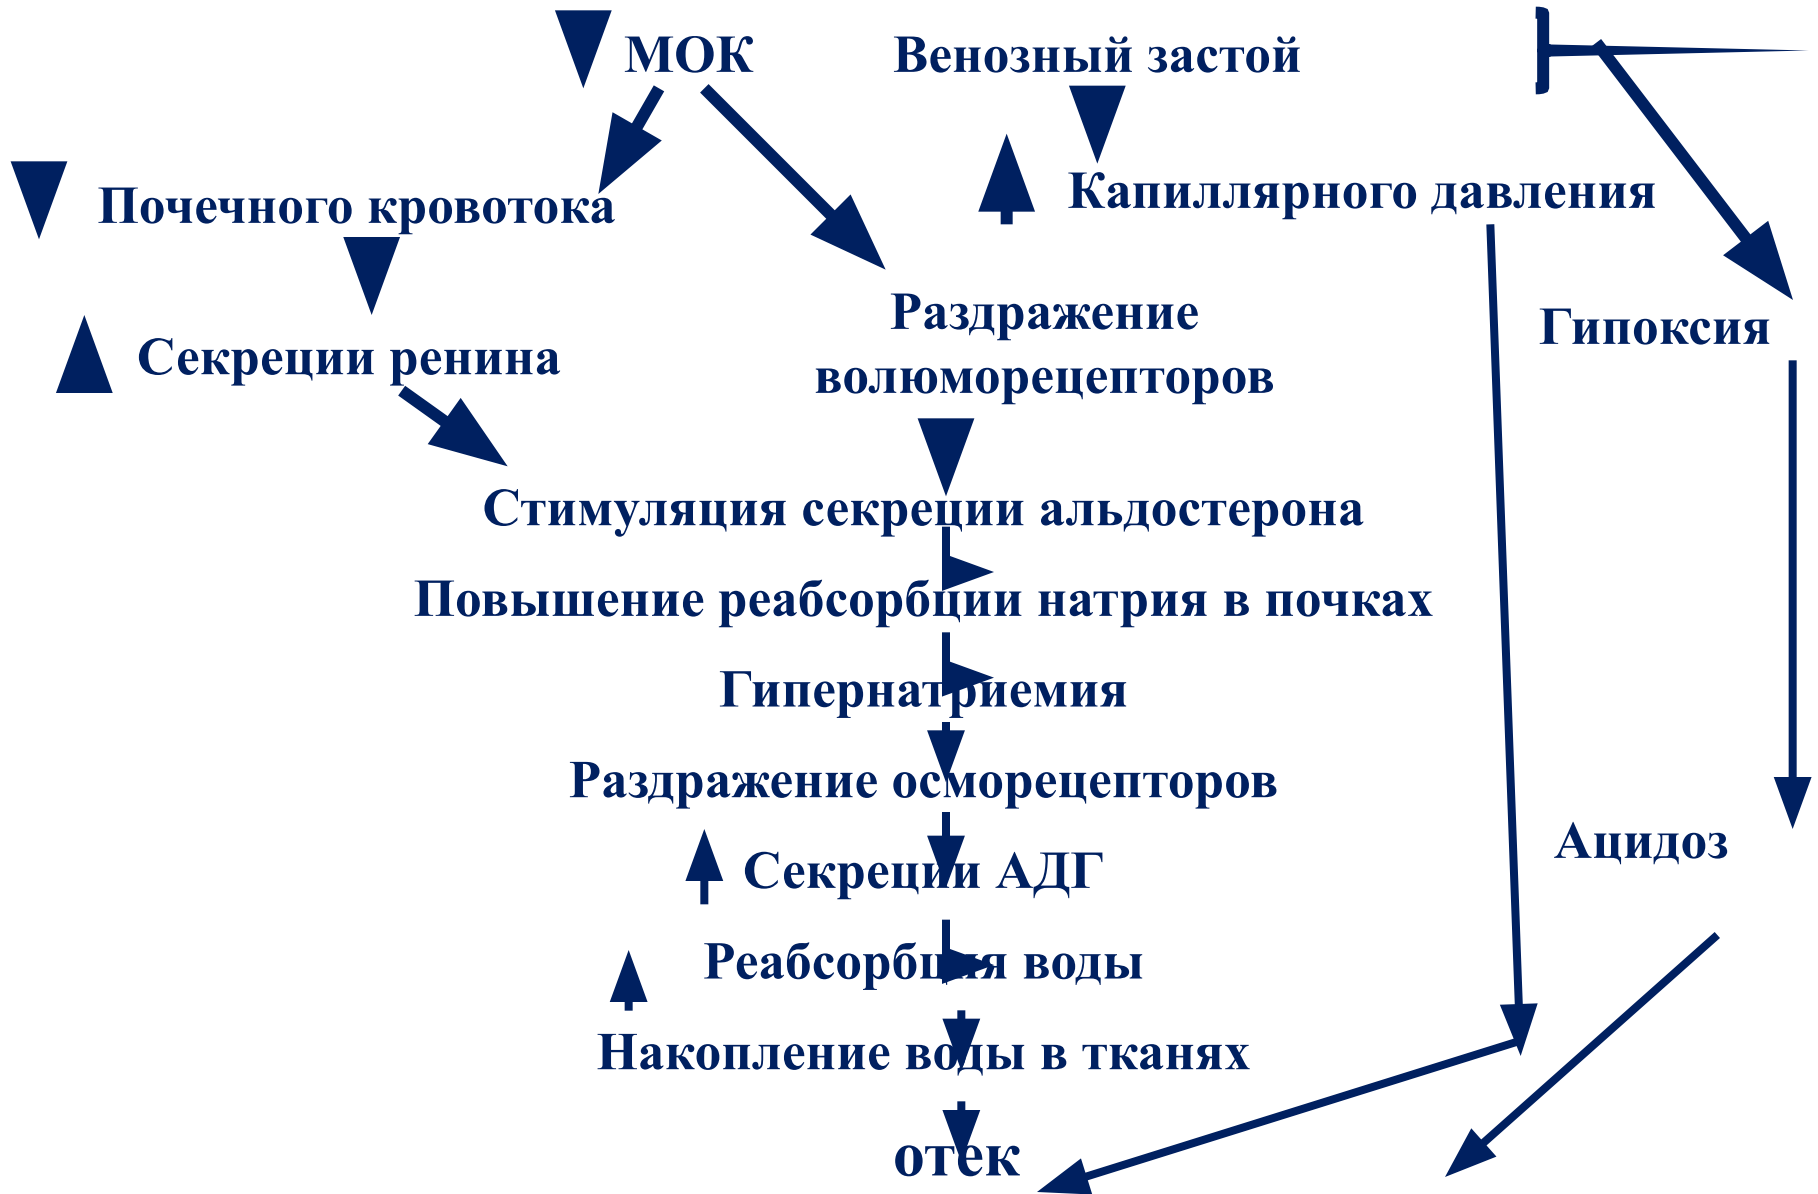 МОК
Венозный застой
Почечного кровотока
Капиллярного давления
Секреции ренина
Раздражение
волюморецепторов
Гипоксия
Стимуляция секреции альдостерона
Повышение реабсорбции натрия в почках
Гипернатриемия
Раздражение осморецепторов
Секреции АДГ
Ацидоз
Реабсорбция воды
Накопление воды в тканях
отек